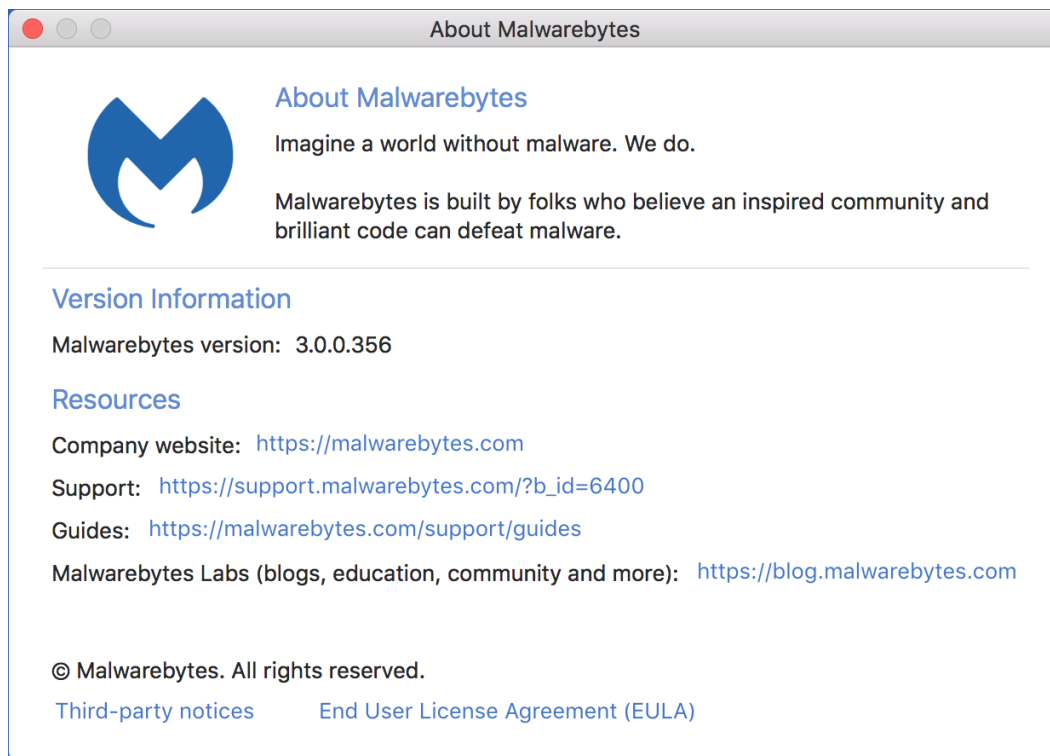 About Malwarebytes
About Malwarebytes
Imagine a world without malware. We do.
Malwarebytes is built by folks who believe an inspired community and
brilliant code can defeat malware.
Version Information
Malwarebytes version: 3.0.0.356
Resources
Company website: https://malwarebytes.com
Support: https://support.malwarebytes.com/?b_id=6400
Guides: https://malwarebytes.com/support/guides
Malwarebytes Labs (blogs, education, community and more): https://blog.malwarebytes.com
© Malwarebytes. All rights reserved.
Third-party notices End User License Agreement (EULA)